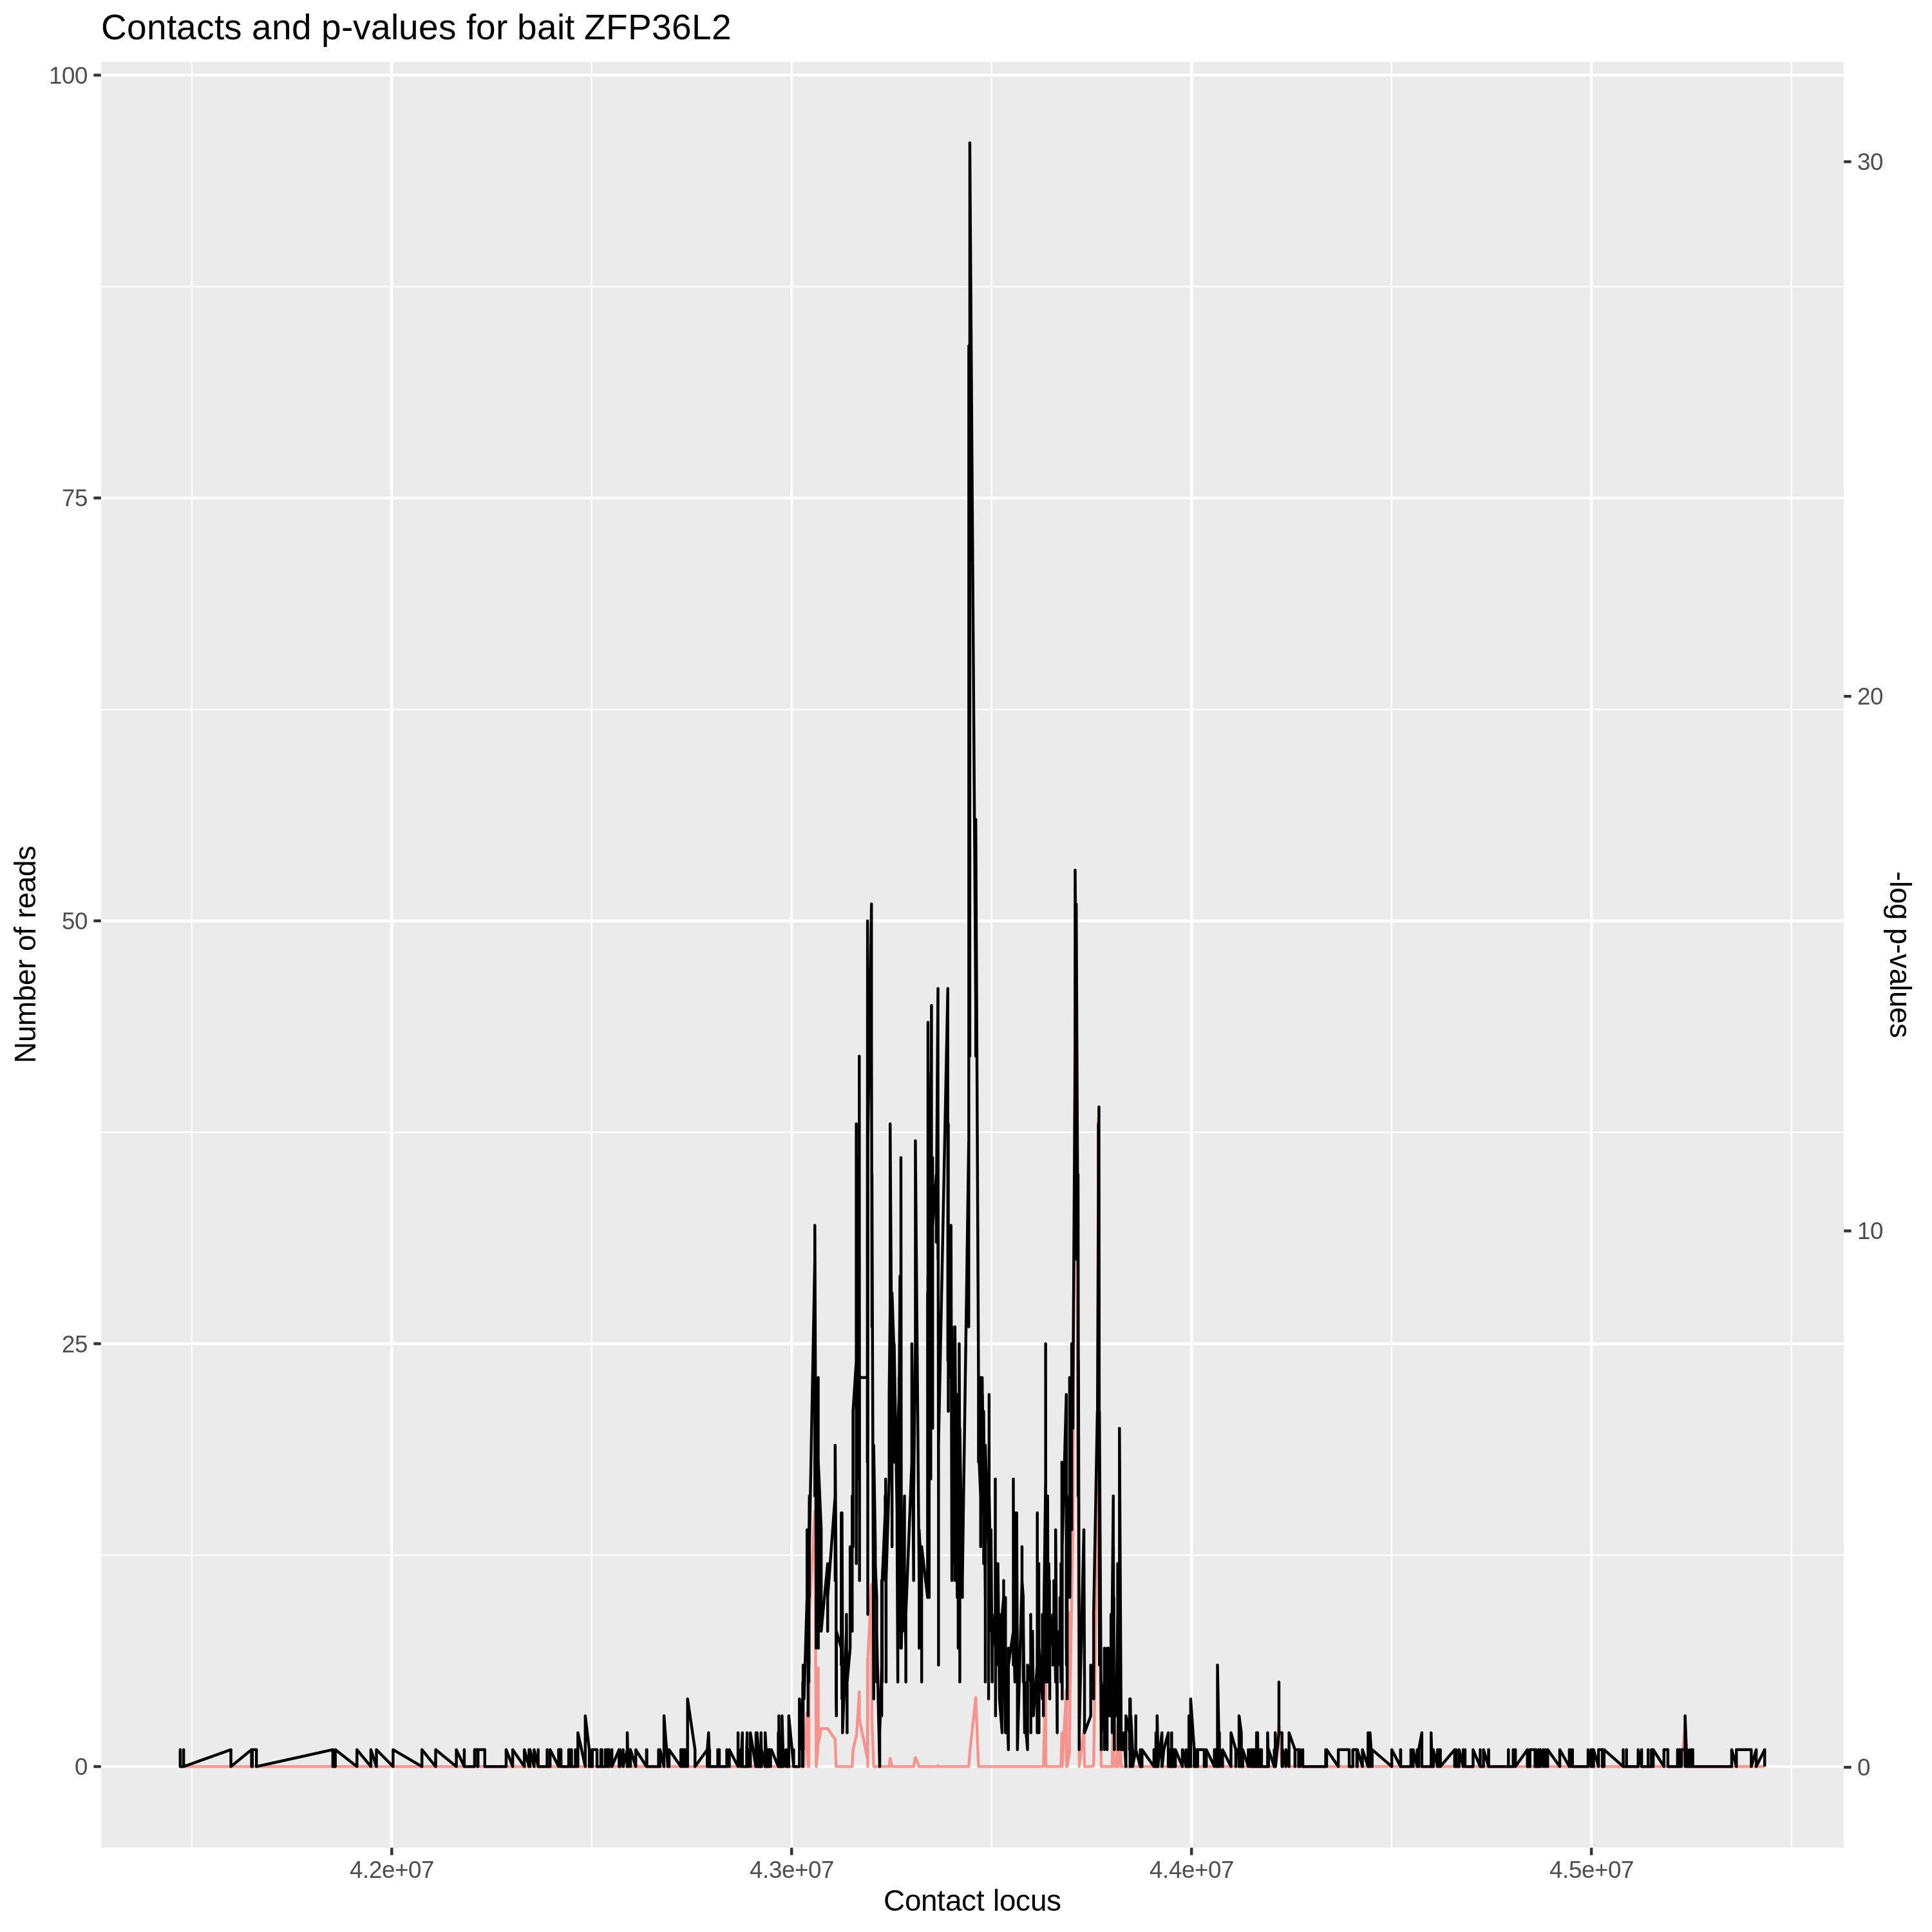 Contacts and p-values for bait ZFP36L2
100
75
50
25
0
Number of reads
30
20
10
0
-log p-values
4.2e+07
4.3e+07
4.4e+07
4.5e+07
Contact locus